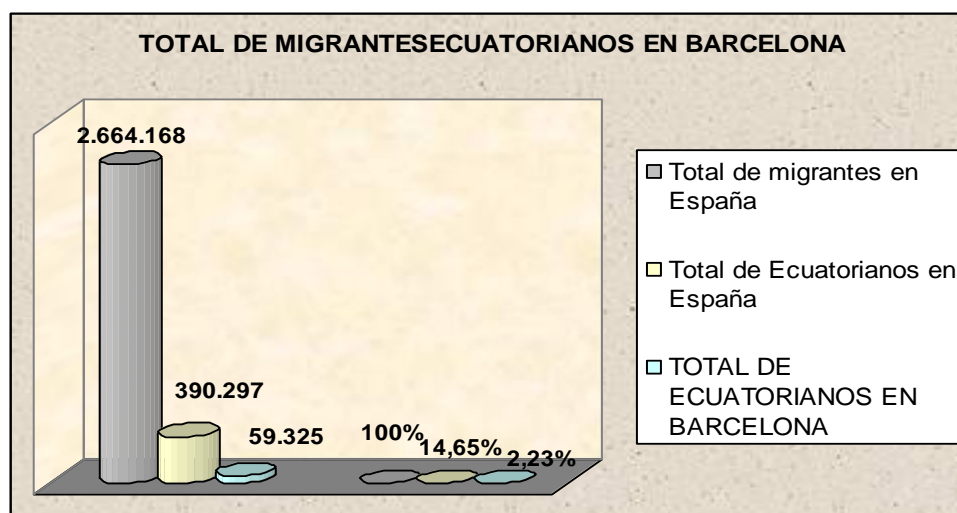 TOTAL DE MIGRANTESECUATORIANOS EN BARCELONA
2.664.168
390.297
59.325
100%
14,65%
2,23%
Total de migrantes en
España
Total de Ecuatorianos en
España
TOTAL DE
ECUATORIANOS EN
BARCELONA